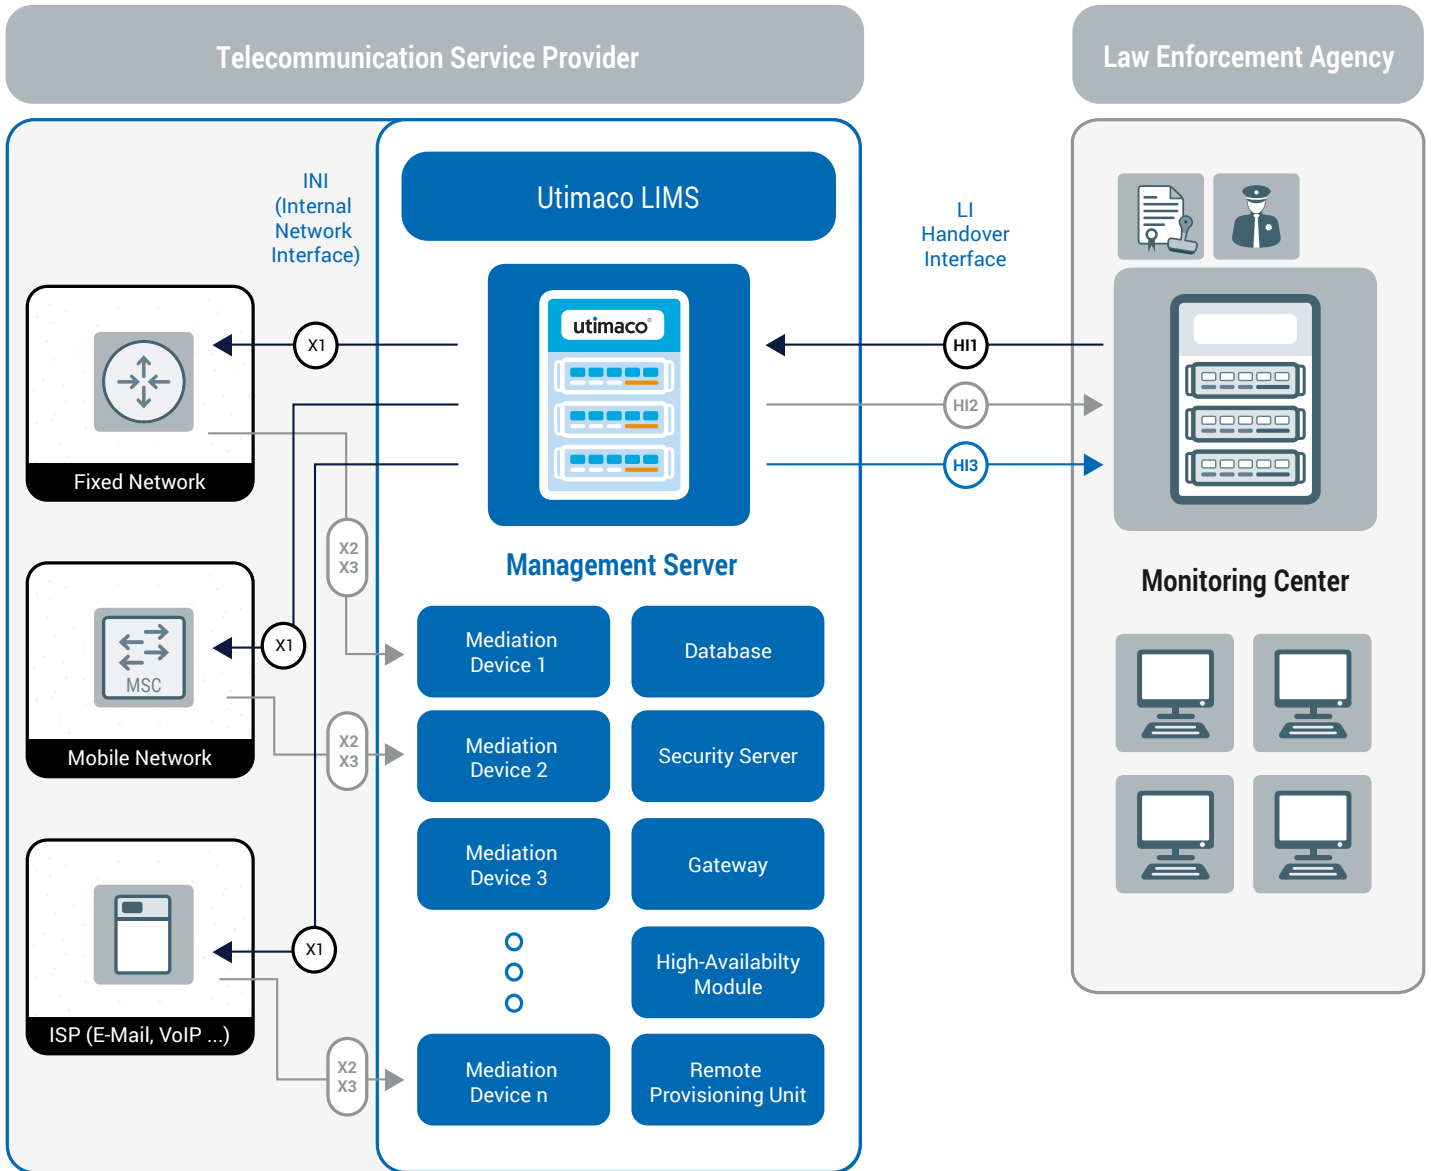 Telecommunication Service Provider
Law Enforcement Agency
INI
(Internal
Network
Interface)
Utimaco LIMS
LI
Handover
Interface
utimaco®
X1
HI1
HI2
HI3
Fixed Network
X2
X3
Management Server
Monitoring Center
MSC
X1
Mobile Network
X2
X3
Mediation
Device 1
Database
Mediation
Device 2
Security Server
Mediation
Device 3
Gateway
X1
High-Availabilty
Module
ISP (E-Mail, VoIP ...)
X2
X3
Mediation
Device n
Remote
Provisioning Unit